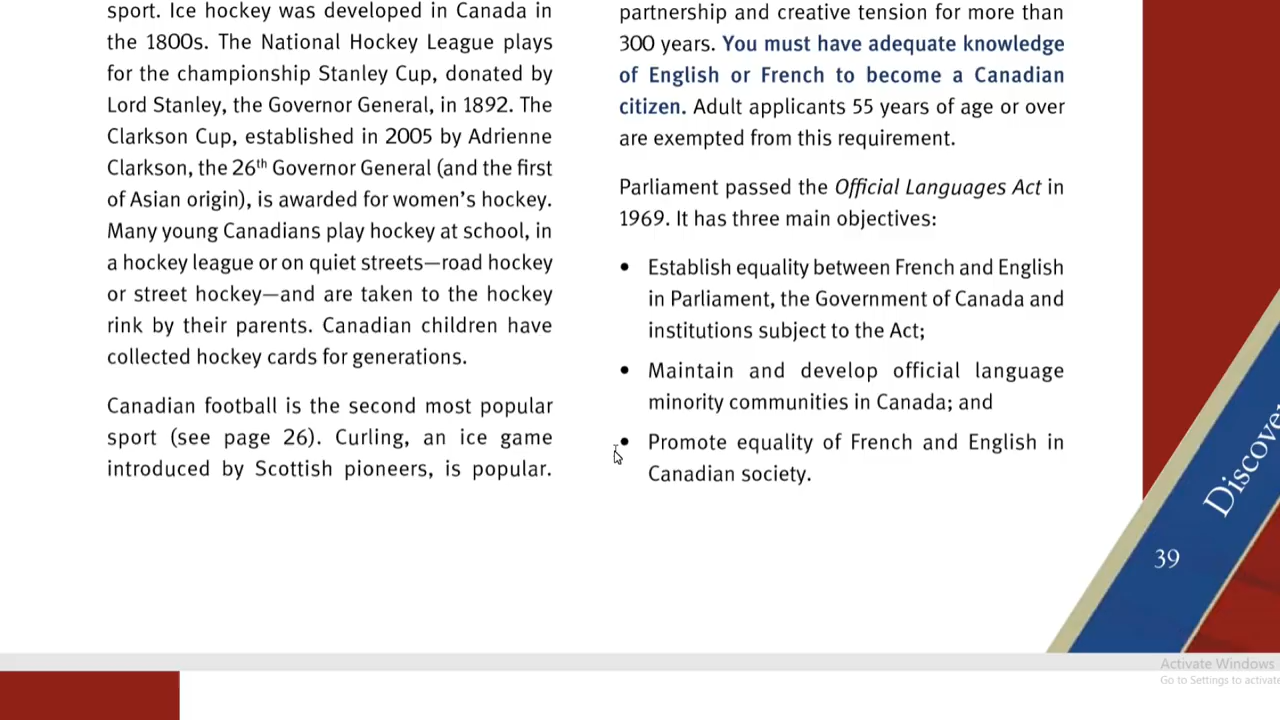 sport. Ice hockey was developed in Canada in
the 1800s. The National Hockey League plays
for the championship Stanley Cup, donated by
Lord Stanley, the Governor General, in 1892. The
Clarkson Cup, established in 2005 by Adrienne
Clarkson, the 26th Governor General (and the first
of Asian origin), is awarded for women’s hockey.
Many young Canadians play hockey at school, in
a hockey league or on quiet streets—road hockey
or street hockey—and are taken to the hockey
rink by their parents. Canadian children have
collected hockey cards for generations.
Canadian football is the second most popular
sport (see page 26). Curling, an ice game
introduced by Scottish pioneers, is popular.
partnership and creative tension for more than
300 years. You must have adequate knowledge
of English or French to become a Canadian
citizen. Adult applicants 55 years of age or over
are exempted from this requirement.
Parliament passed the Official Languages Act in
1969. It has three main objectives:
• Establish equality between French and English
in Parliament, the Government of Canada and
institutions subject to the Act;
• Maintain and develop official language
minority communities in Canada; and
• Promote equality of French and English in
Canadian society.
Discover
39
Activate Windows
Go to Settings to activate